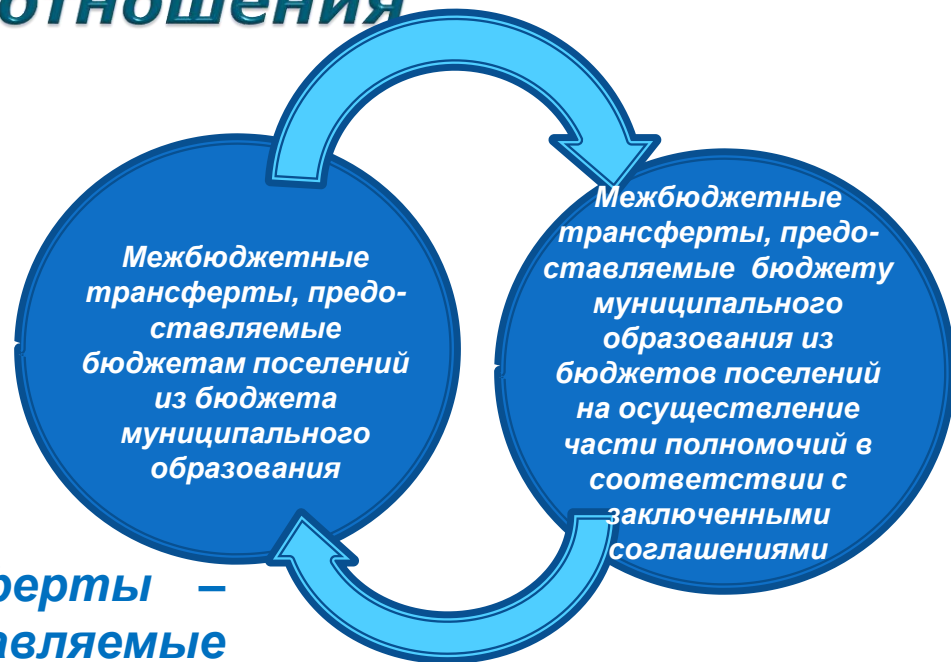 отношения
Межбюджетные
трансферты, предо-
ставляемые
бюджетам поселений
из бюджета
муниципального
образования
Межбюджетные
трансферты, предо-
ставляемые бюджету
муниципального
образования из
бюджетов поселений
на осуществление
части полномочий в
соответствии с
заключенными
соглашениями
ферты –
авляемые